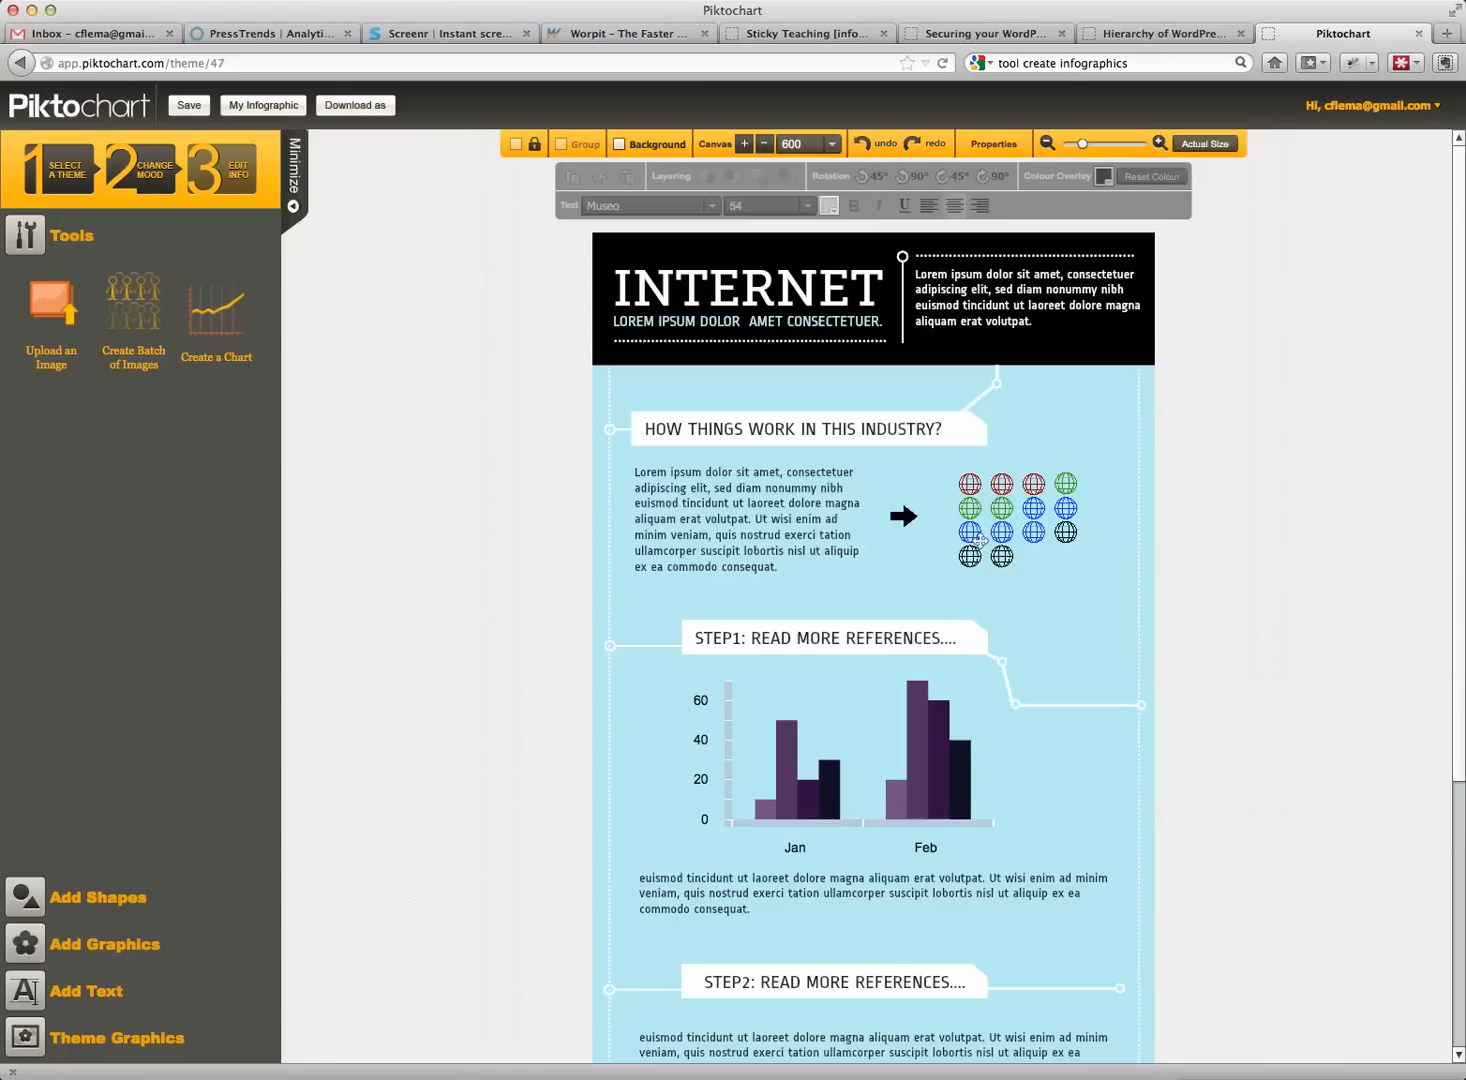 Piktochart
Inbox – cflema@gmai...
PressTrends | Analyti...
Screenr | Instant scre...
Worpit – The Faster ...
Sticky Teaching [info...
Securing your WordP...
Hierarchy of WordPre...
Piktochart
app.piktochart.com/theme/47
tool create infographics
Piktochart
Save
My Infographic
Download as
Hi, cflema@gmail.com
1 SELECT A THEME
2 CHANGE MOOD
3 EDIT INFO
Minimize
Group
Background
Canvas
+
-
600
undo
redo
Properties
Actual Size
Layering
Rotation
45°
90°
45°
90°
Colour Overlay
Reset Colour
Text
Museo
54
B
I
U
Tools
Upload an
Image
Create Batch
of Images
Create a Chart
Add Shapes
Add Graphics
Add Text
Theme Graphics
INTERNET
LOREM IPSUM DOLOR AMET CONSECTETUER.
Lorem ipsum dolor sit amet, consectetuer
adipiscing elit, sed diam nonummy nibh
euismod tincidunt ut laoreet dolore magna
aliquam erat volutpat.
HOW THINGS WORK IN THIS INDUSTRY?
Lorem ipsum dolor sit amet, consectetuer
adipiscing elit, sed diam nonummy nibh
euismod tincidunt ut laoreet dolore magna
aliquam erat volutpat. Ut wisi enim ad
minim veniam, quis nostrud exerci tation
ullamcorper suscipit lobortis nisl ut aliquip
ex ea commodo consequat.
STEP1: READ MORE REFERENCES....
60
40
20
0
Jan
Feb
euismod tincidunt ut laoreet dolore magna aliquam erat volutpat. Ut wisi enim ad minim
veniam, quis nostrud exerci tation ullamcorper suscipit lobortis nisl ut aliquip ex ea
commodo consequat.
STEP2: READ MORE REFERENCES....
euismod tincidunt ut laoreet dolore magna aliquam erat volutpat. Ut wisi enim ad minim
veniam, quis nostrud exerci tation ullamcorper suscipit lobortis nisl ut aliquip ex ea